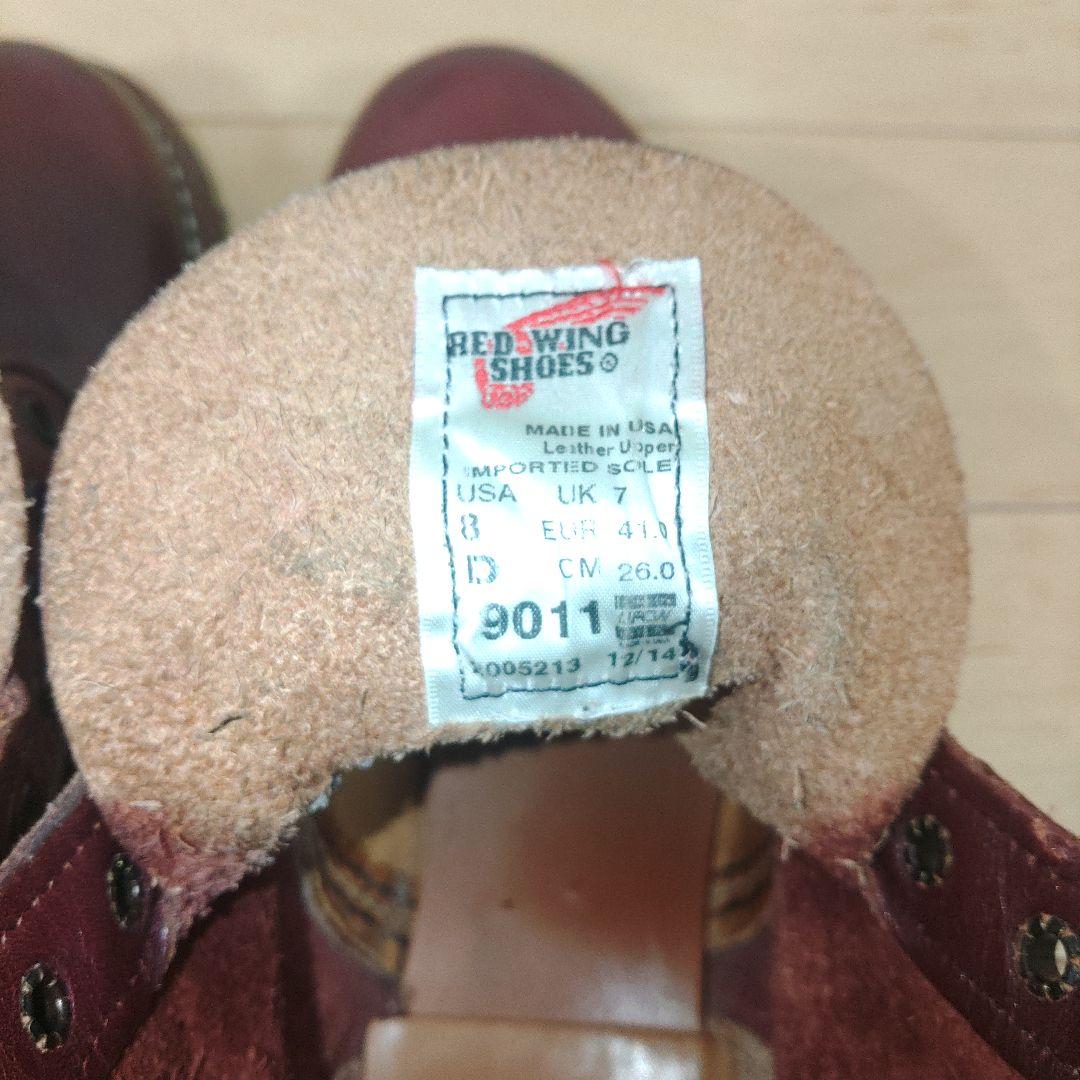 RED WING
SHOES
MADE IN USA
Leather Upper
IMPORTED SOLE
USA UK 7
8 EUR 41.0
D CM 26.0
9011
005213 12/14